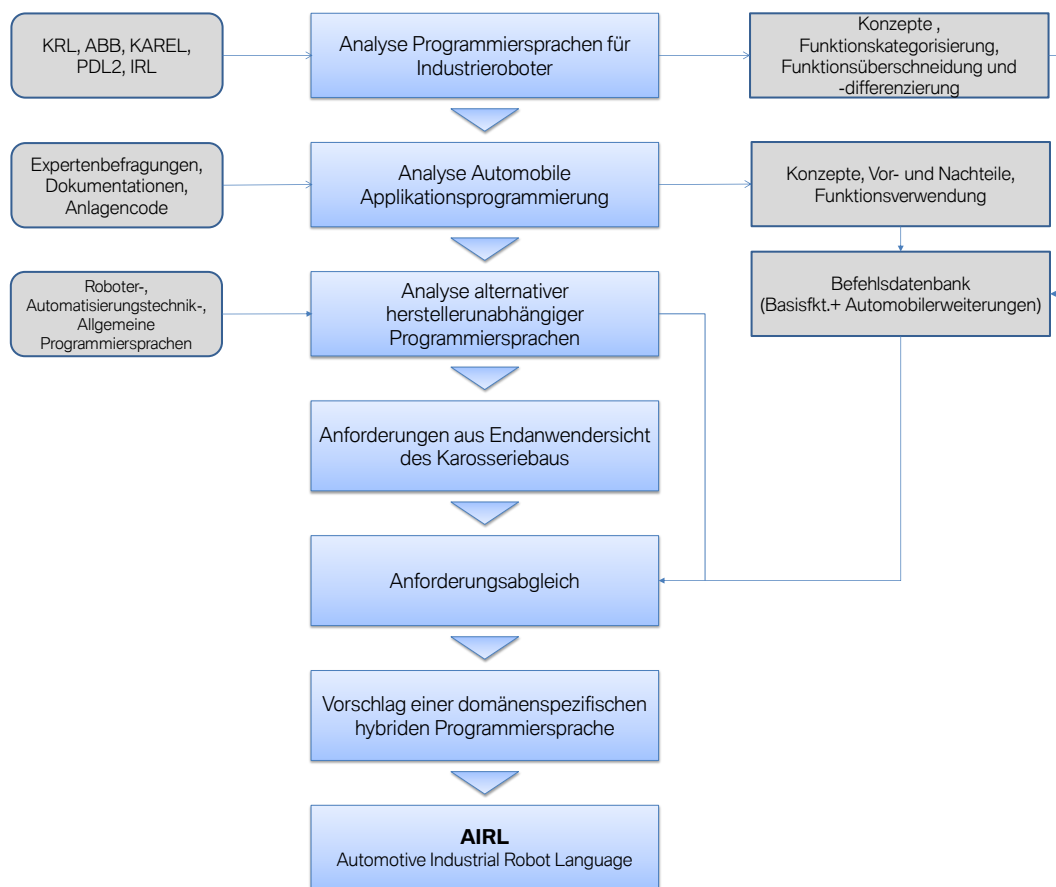 KRL, ABB, KAREL,
PDL2, IRL
Analyse Programmiersprachen für
Industrieroboter
Konzepte ,
Funktionskategorisierung,
Funktionsüberschneidung und
-differenzierung
Expertenbefragungen,
Dokumentationen,
Anlagencode
Analyse Automobile
Applikationsprogrammierung
Konzepte, Vor- und Nachteile,
Funktionsverwendung
Roboter-,
Automatisierungstechnik-,
Allgemeine
Programmiersprachen
Analyse alternativer
herstellerunabhängiger
Programmiersprachen
Befehlsdatenbank
(Basisfkt.+ Automobilerweiterungen)
Anforderungen aus Endanwendersicht
des Karosseriebaus
Anforderungsabgleich
Vorschlag einer domänenspezifischen
hybriden Programmiersprache
AIRL
Automotive Industrial Robot Language